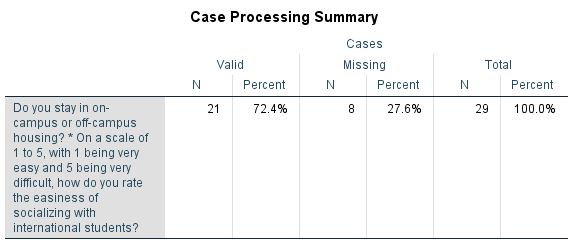 Case Processing Summary
Cases
Valid Missing Total
N Percent N Percent N Percent
Do you stay in on- 21 72.4% 8 27.6% 29 100.0%
campus or off-campus
housing? * On a scale of
1 to 5, with 1 being very
easy and 5 being very
difficult, how do you rate
the easiness of
socializing with
international students?